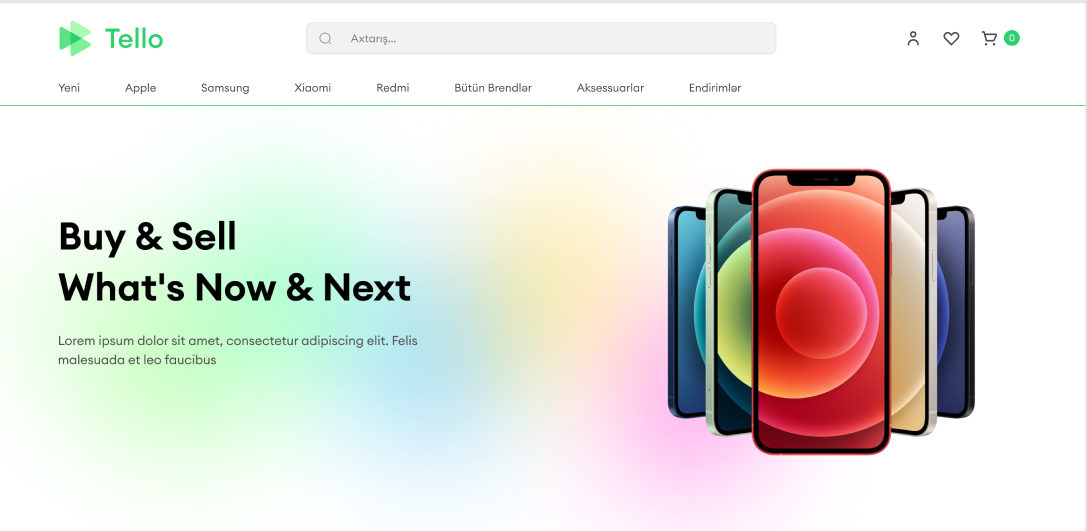 Tello
Axtarış...
0
Yeni Apple Samsung Xiaomi Redmi Bütün Brendlər Aksessuarlar Endirimlər
Buy & Sell
What's Now & Next
Lorem ipsum dolor sit amet, consectetur adipiscing elit. Felis
malesuada et leo faucibus